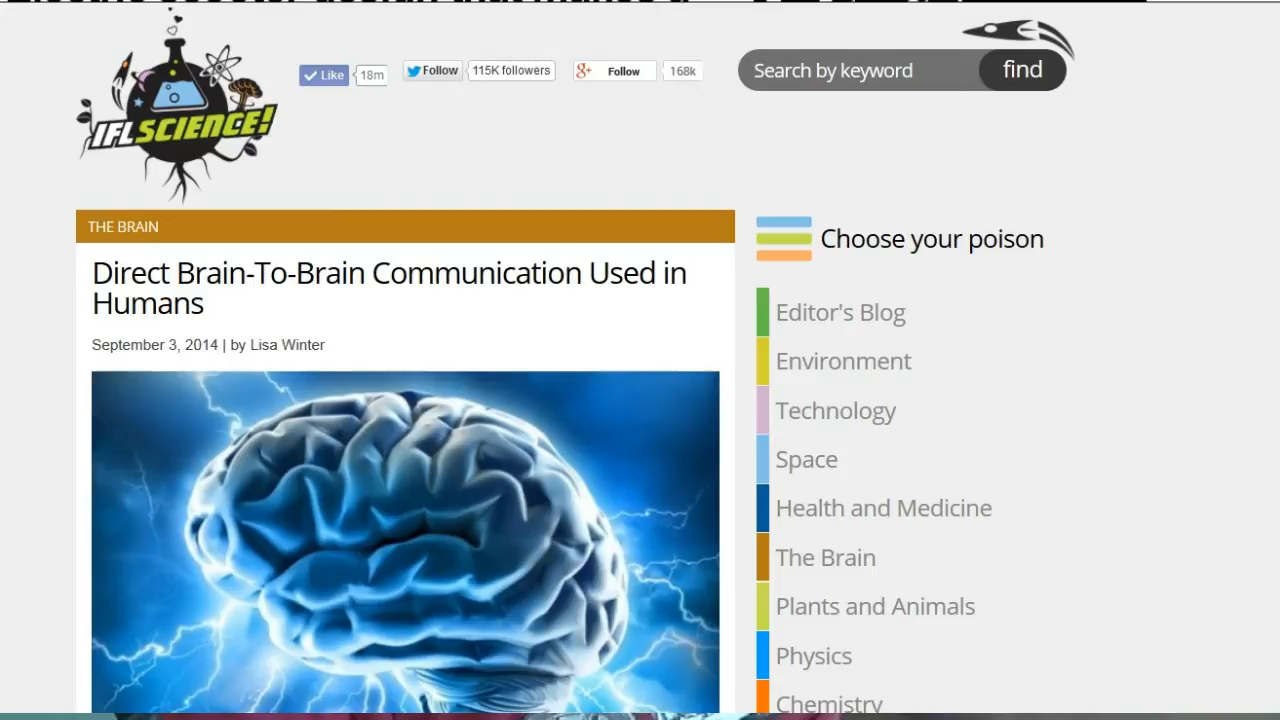 IFLSCIENCE!
Like 18m
Follow 115K followers
g+ Follow 168k
Search by keyword find
THE BRAIN
Direct Brain-To-Brain Communication Used in
Humans
September 3, 2014 | by Lisa Winter
Choose your poison
Editor's Blog
Environment
Technology
Space
Health and Medicine
The Brain
Plants and Animals
Physics
Chemistry